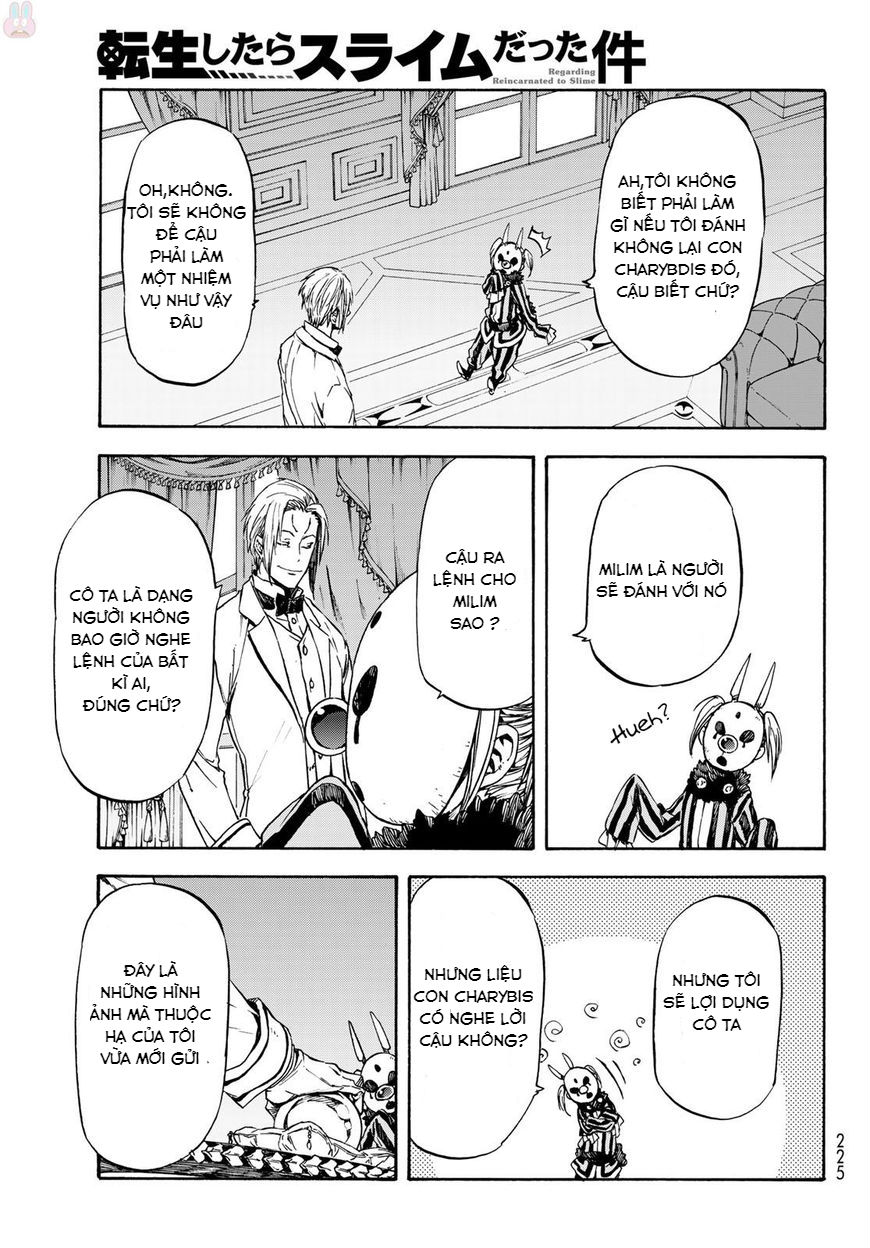 転生したらスライムだった件
Regarding
Reincarnated to Slime
AH,TÔI KHÔNG
BIẾT PHẢI LÀM
GÌ NẾU TÔI ĐÁNH
KHÔNG LẠI CON
CHARYBDIS ĐÓ,
CẬU BIẾT CHỨ?
OH,KHÔNG.
TÔI SẼ KHÔNG
ĐỂ CẬU
PHẢI LÀM
MỘT NHIỆM
VỤ NHƯ VẬY
ĐÂU
MILIM LÀ NGƯỜI
SẼ ĐÁNH VỚI NÓ
Hueh?
CẬU RA
LỆNH CHO
MILIM
SAO ?
CÔ TA LÀ DẠNG
NGƯỜI KHÔNG
BAO GIỜ NGHE
LỆNH CỦA BẤT
KÌ AI,
ĐÚNG CHỨ?
NHƯNG TÔI
SẼ LỢI DỤNG
CÔ TA
NHƯNG LIỆU
CON CHARYBIS
CÓ NGHE LỜI
CẬU KHÔNG?
ĐÂY LÀ
NHỮNG HÌNH
ẢNH MÀ THUỘC
HẠ CỦA TÔI
VỪA MỚI GỬI
225